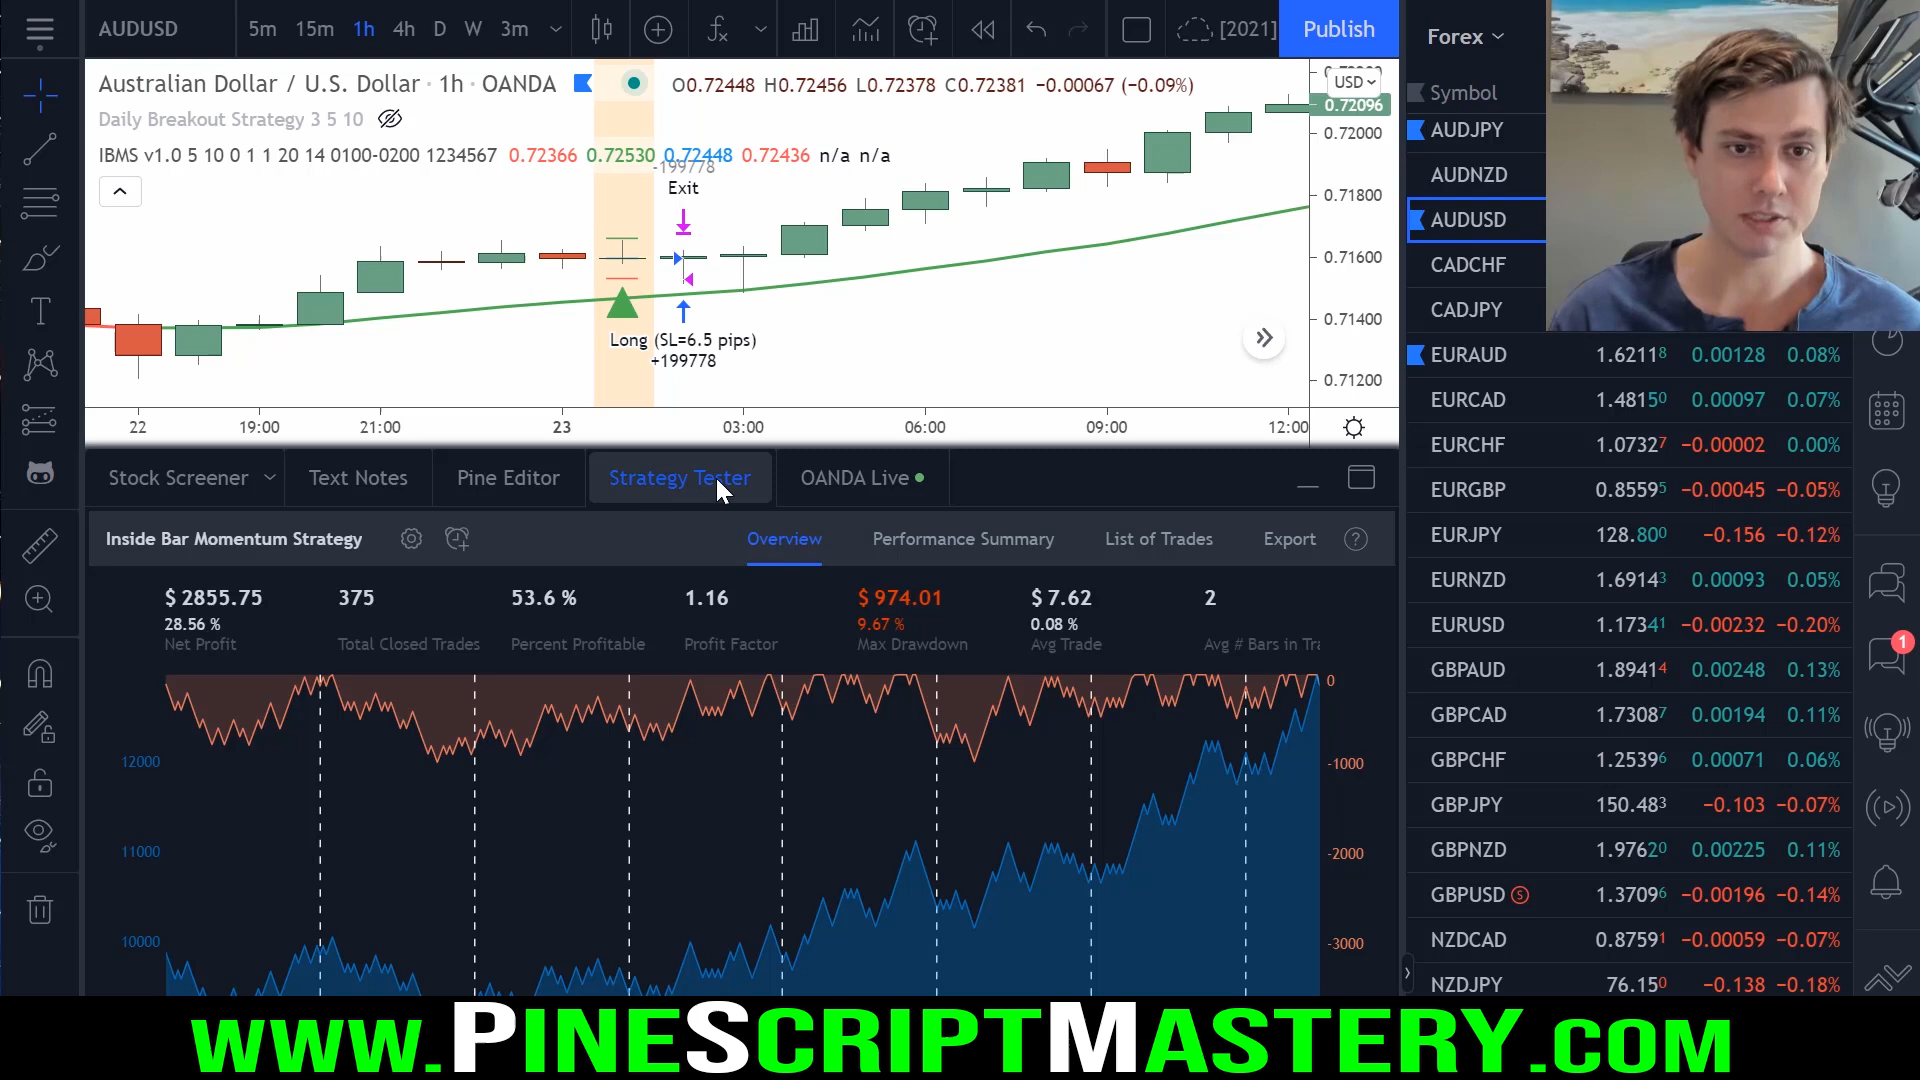 AUDUSD 5m 15m 1h 4h D W 3m [2021] Publish
Forex
Symbol
Australian Dollar / U.S. Dollar · 1h · OANDA O0.72448 H0.72456 L0.72378 C0.72381 −0.00067 (−0.09%)
USD
0.72096
Daily Breakout Strategy 3 5 10
IBMS v1.0 5 10 0 1 1 20 14 0100-0200 1234567 0.72366 0.72530 0.72448 0.72436 n/a n/a
-199778
Exit
Long (SL=6.5 pips)
+199778
0.72000
0.71800
0.71600
0.71400
0.71200
22 19:00 21:00 23 03:00 06:00 09:00 12:00
Stock Screener Text Notes Pine Editor Strategy Tester OANDA Live
Inside Bar Momentum Strategy Overview Performance Summary List of Trades Export ?
$ 2855.75 375 53.6 % 1.16 $ 974.01 $ 7.62 2
28.56 % 9.67 % 0.08 %
Net Profit Total Closed Trades Percent Profitable Profit Factor Max Drawdown Avg Trade Avg # Bars in Tra
0
-1000
-2000
-3000
12000
11000
10000
AUDJPY
AUDNZD
AUDUSD
CADCHF
CADJPY
EURAUD 1.62118 0.00128 0.08%
EURCAD 1.48150 0.00097 0.07%
EURCHF 1.07327 −0.00002 0.00%
EURGBP 0.85595 −0.00045 −0.05%
EURJPY 128.800 −0.156 −0.12%
EURNZD 1.69143 0.00093 0.05%
EURUSD 1.17341 −0.00232 −0.20%
GBPAUD 1.89414 0.00248 0.13%
GBPCAD 1.73087 0.00194 0.11%
GBPCHF 1.25396 0.00071 0.06%
GBPJPY 150.483 −0.103 −0.07%
GBPNZD 1.97620 0.00225 0.11%
GBPUSD S 1.37096 −0.00196 −0.14%
NZDCAD 0.87591 −0.00059 −0.07%
NZDJPY 76.150 −0.138 −0.18%
1
www.PineScriptMastery.com